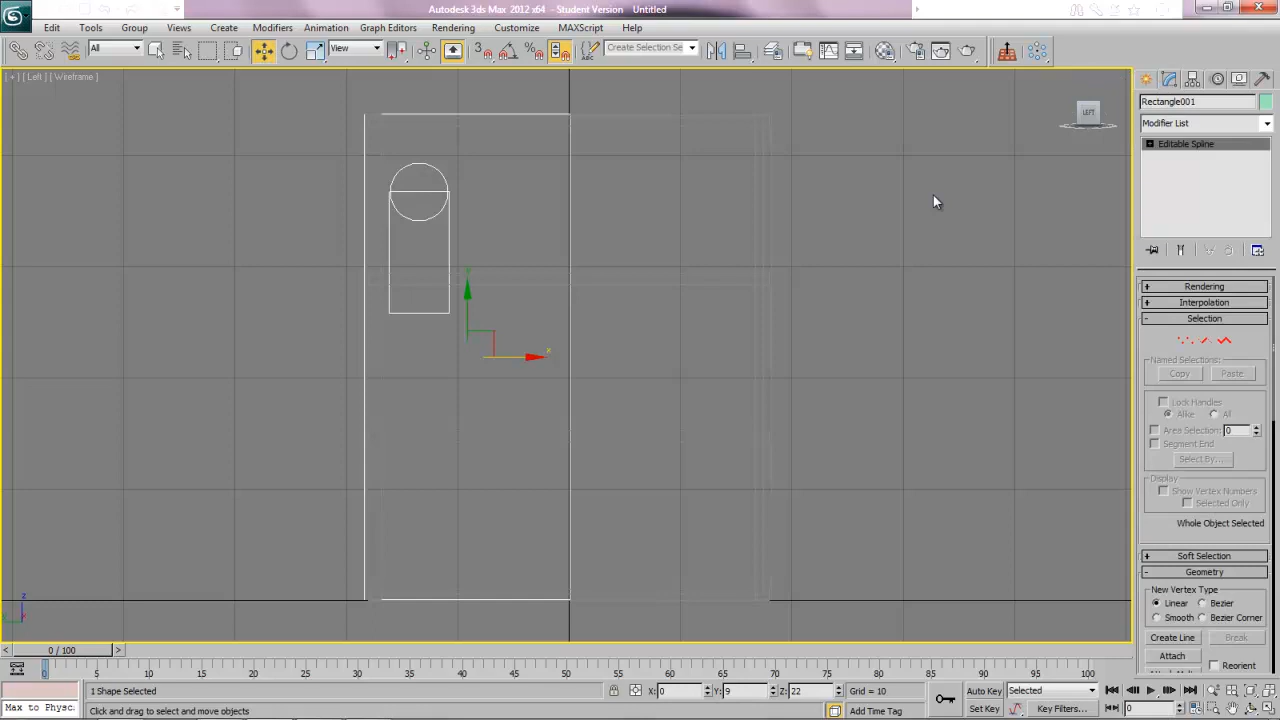 Autodesk 3ds Max 2012 x64 - Student Version Untitled
Edit Tools Group Views Create Modifiers Animation Graph Editors Rendering Customize MAXScript Help
All View 3 Create Selection Se
[ + ] [ Left ] [ Wireframe ]
LEFT
Rectangle001
Modifier List
Editable Spline
+ Rendering
+ Interpolation
- Selection
Named Selections:
Copy Paste
Lock Handles
Alike All
Area Selection: 0
Segment End
Select By...
Display
Show Vertex Numbers
Selected Only
Whole Object Selected
+ Soft Selection
- Geometry
New Vertex Type
Linear Bezier
Smooth Bezier Corner
Create Line Break
Attach Reorient
x
z
x
< 0 / 100 >
0 5 10 15 20 25 30 35 40 45 50 55 60 65 70 75 80 85 90 95 100
1 Shape Selected X: 0 Y: 9 Z: 22 Grid = 10 Auto Key Selected
Max to Physc. Click and drag to select and move objects Add Time Tag Set Key Key Filters... 0